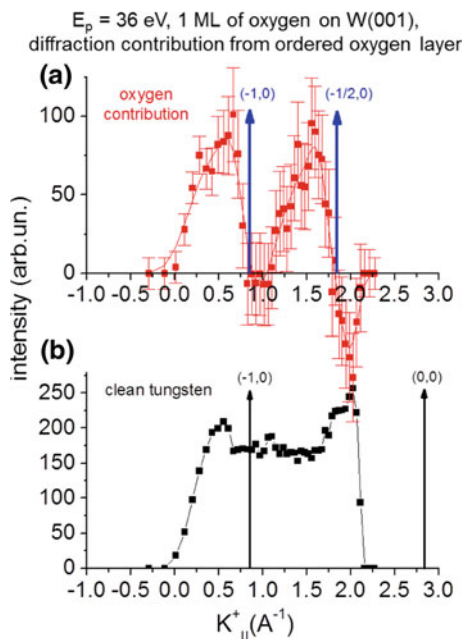 E_p = 36 eV, 1 ML of oxygen on W(001),
diffraction contribution from ordered oxygen layer
(a)
oxygen
contribution
(-1,0)
(-1/2,0)
100
50
0
-1.0 -0.5 0.0 0.5 1.0 1.5 2.0 2.5 3.0
intensity (arb.un.)
(b)
clean tungsten
(-1,0)
(0,0)
250
200
150
100
50
0
-1.0 -0.5 0.0 0.5 1.0 1.5 2.0 2.5 3.0
K^+_{II}(A^{-1})